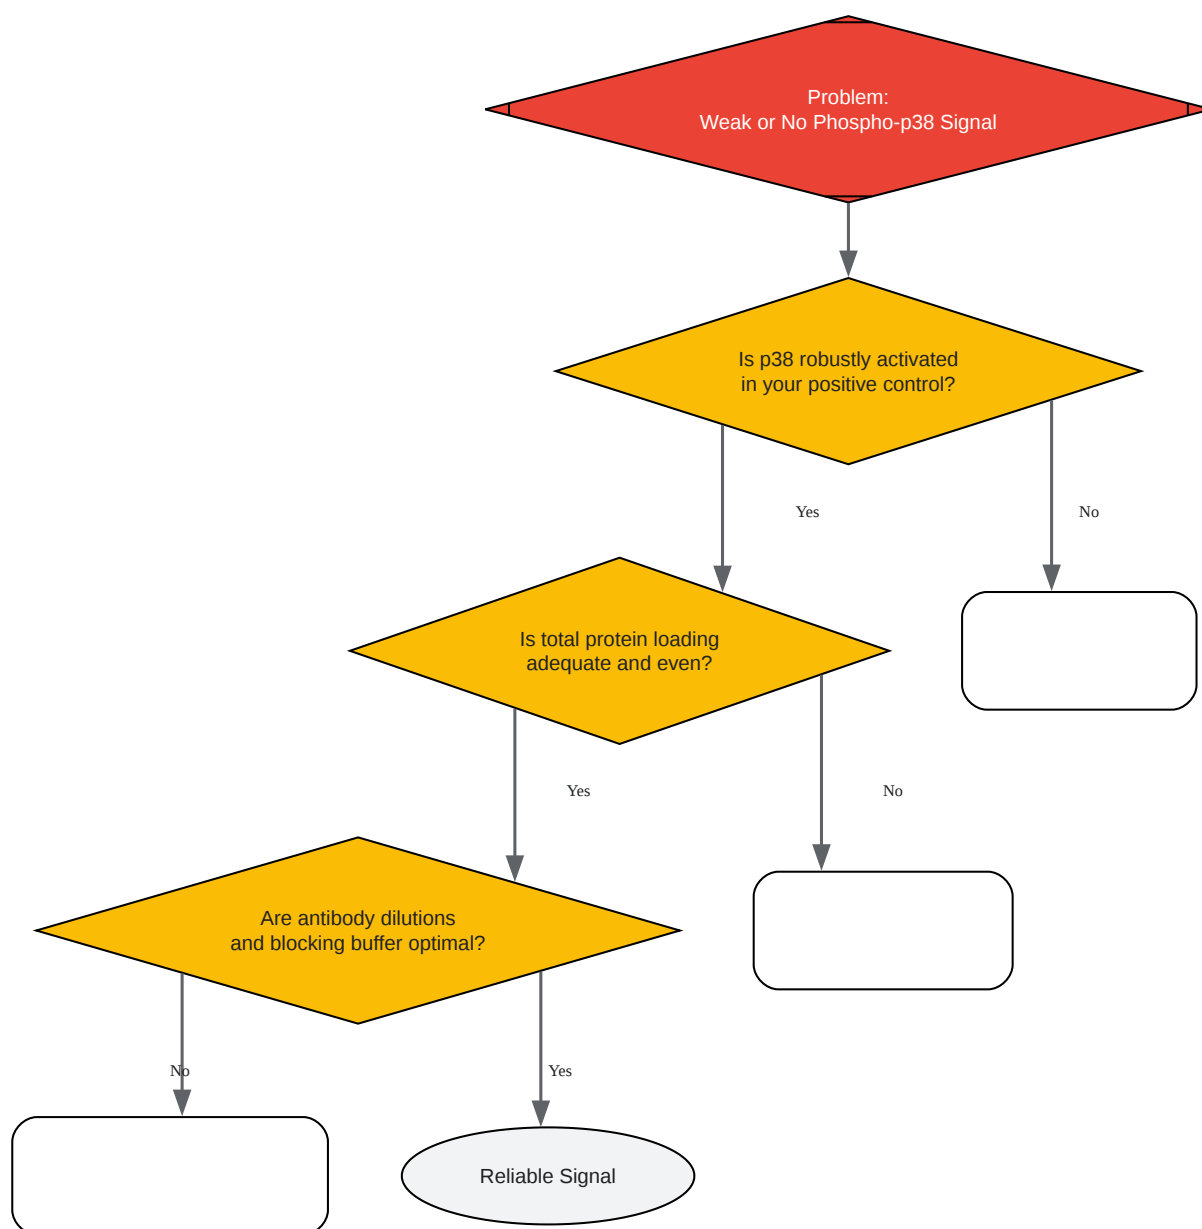 Problem:
Weak or No Phospho-p38 Signal
Is p38 robustly activated
in your positive control?
Yes
No
Is total protein loading
adequate and even?
Yes
No
Are antibody dilutions
and blocking buffer optimal?
No
Yes
Reliable Signal